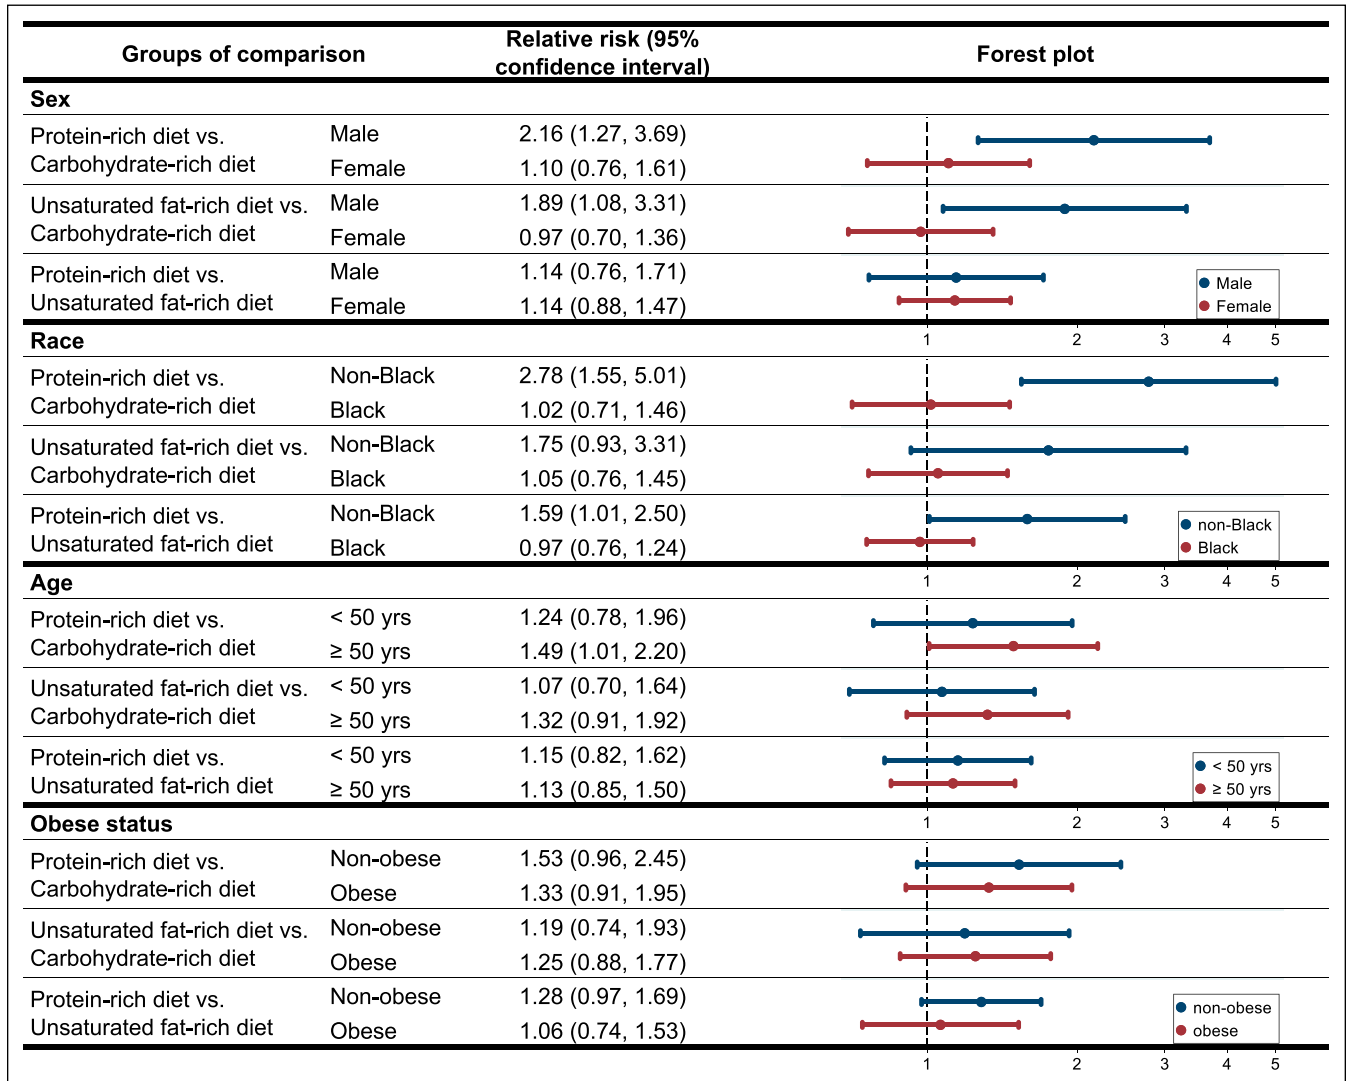 Groups of comparison
Relative risk (95%
confidence interval)
Forest plot
Sex
Protein-rich diet vs.
Carbohydrate-rich diet
Male
2.16 (1.27, 3.69)
Female
1.10 (0.76, 1.61)
Unsaturated fat-rich diet vs.
Carbohydrate-rich diet
Male
1.89 (1.08, 3.31)
Female
0.97 (0.70, 1.36)
Protein-rich diet vs.
Unsaturated fat-rich diet
Male
1.14 (0.76, 1.71)
Female
1.14 (0.88, 1.47)
Male
Female
1 2 3 4 5
Race
Protein-rich diet vs.
Carbohydrate-rich diet
Non-Black
2.78 (1.55, 5.01)
Black
1.02 (0.71, 1.46)
Unsaturated fat-rich diet vs.
Carbohydrate-rich diet
Non-Black
1.75 (0.93, 3.31)
Black
1.05 (0.76, 1.45)
Protein-rich diet vs.
Unsaturated fat-rich diet
Non-Black
1.59 (1.01, 2.50)
Black
0.97 (0.76, 1.24)
non-Black
Black
1 2 3 4 5
Age
Protein-rich diet vs.
Carbohydrate-rich diet
< 50 yrs
1.24 (0.78, 1.96)
≥ 50 yrs
1.49 (1.01, 2.20)
Unsaturated fat-rich diet vs.
Carbohydrate-rich diet
< 50 yrs
1.07 (0.70, 1.64)
≥ 50 yrs
1.32 (0.91, 1.92)
Protein-rich diet vs.
Unsaturated fat-rich diet
< 50 yrs
1.15 (0.82, 1.62)
≥ 50 yrs
1.13 (0.85, 1.50)
< 50 yrs
≥ 50 yrs
1 2 3 4 5
Obese status
Protein-rich diet vs.
Carbohydrate-rich diet
Non-obese
1.53 (0.96, 2.45)
Obese
1.33 (0.91, 1.95)
Unsaturated fat-rich diet vs.
Carbohydrate-rich diet
Non-obese
1.19 (0.74, 1.93)
Obese
1.25 (0.88, 1.77)
Protein-rich diet vs.
Unsaturated fat-rich diet
Non-obese
1.28 (0.97, 1.69)
Obese
1.06 (0.74, 1.53)
non-obese
obese
1 2 3 4 5